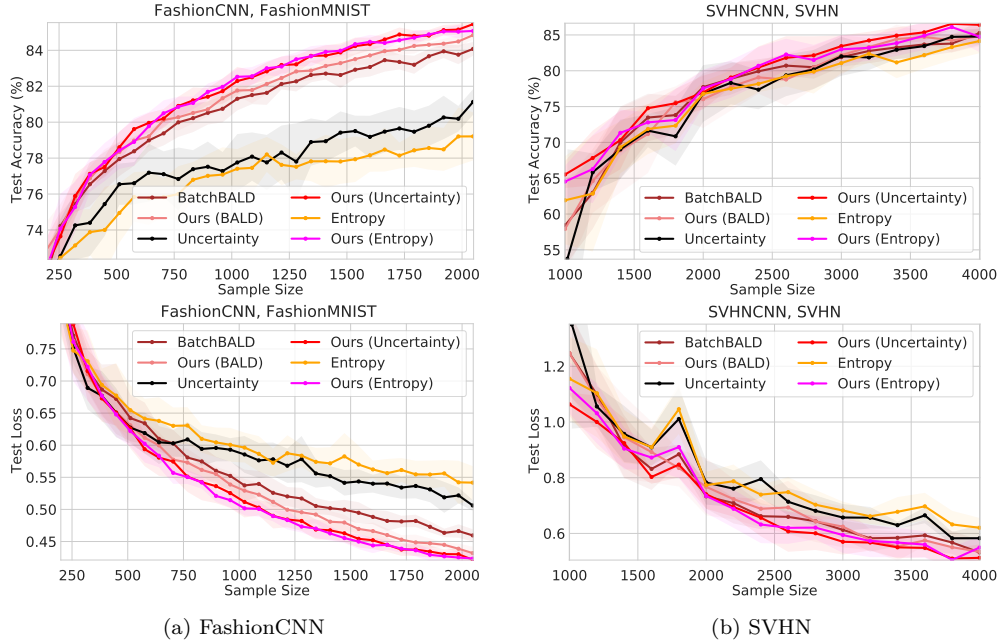 FashionCNN, FashionMNIST
Test Accuracy (%)
84
82
80
78
76
74
BatchBALD
Ours (BALD)
Uncertainty
Ours (Uncertainty)
Entropy
Ours (Entropy)
250 500 750 1000 1250 1500 1750 2000
Sample Size
SVHNCNN, SVHN
Test Accuracy (%)
85
80
75
70
65
60
55
BatchBALD
Ours (BALD)
Uncertainty
Ours (Uncertainty)
Entropy
Ours (Entropy)
1000 1500 2000 2500 3000 3500 4000
Sample Size
FashionCNN, FashionMNIST
Test Loss
0.75
0.70
0.65
0.60
0.55
0.50
0.45
BatchBALD
Ours (BALD)
Uncertainty
Ours (Uncertainty)
Entropy
Ours (Entropy)
250 500 750 1000 1250 1500 1750 2000
Sample Size
SVHNCNN, SVHN
Test Loss
1.2
1.0
0.8
0.6
BatchBALD
Ours (BALD)
Uncertainty
Ours (Uncertainty)
Entropy
Ours (Entropy)
1000 1500 2000 2500 3000 3500 4000
Sample Size
(a) FashionCNN
(b) SVHN